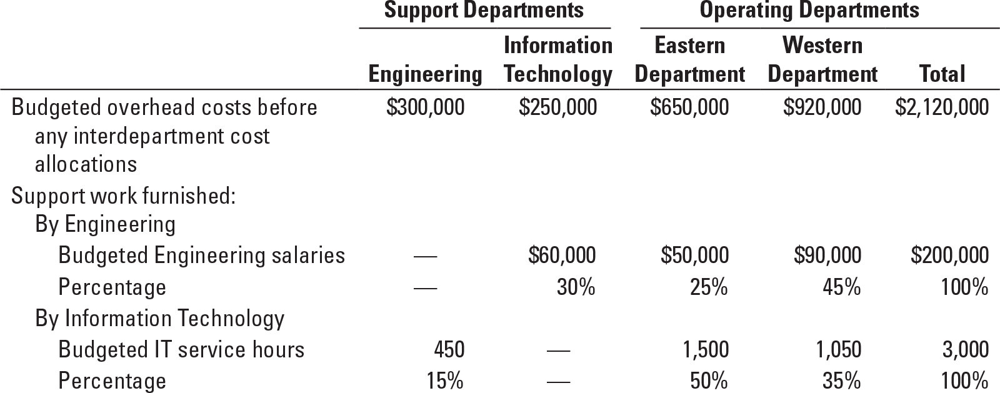 Support Departments Operating Departments
Information Eastern Western
Engineering Technology Department Department Total
Budgeted overhead costs before $300,000 $250,000 $650,000 $920,000 $2,120,000
any interdepartment cost
allocations
Support work furnished:
By Engineering
Budgeted Engineering salaries — $60,000 $50,000 $90,000 $200,000
Percentage — 30% 25% 45% 100%
By Information Technology
Budgeted IT service hours 450 — 1,500 1,050 3,000
Percentage 15% — 50% 35% 100%